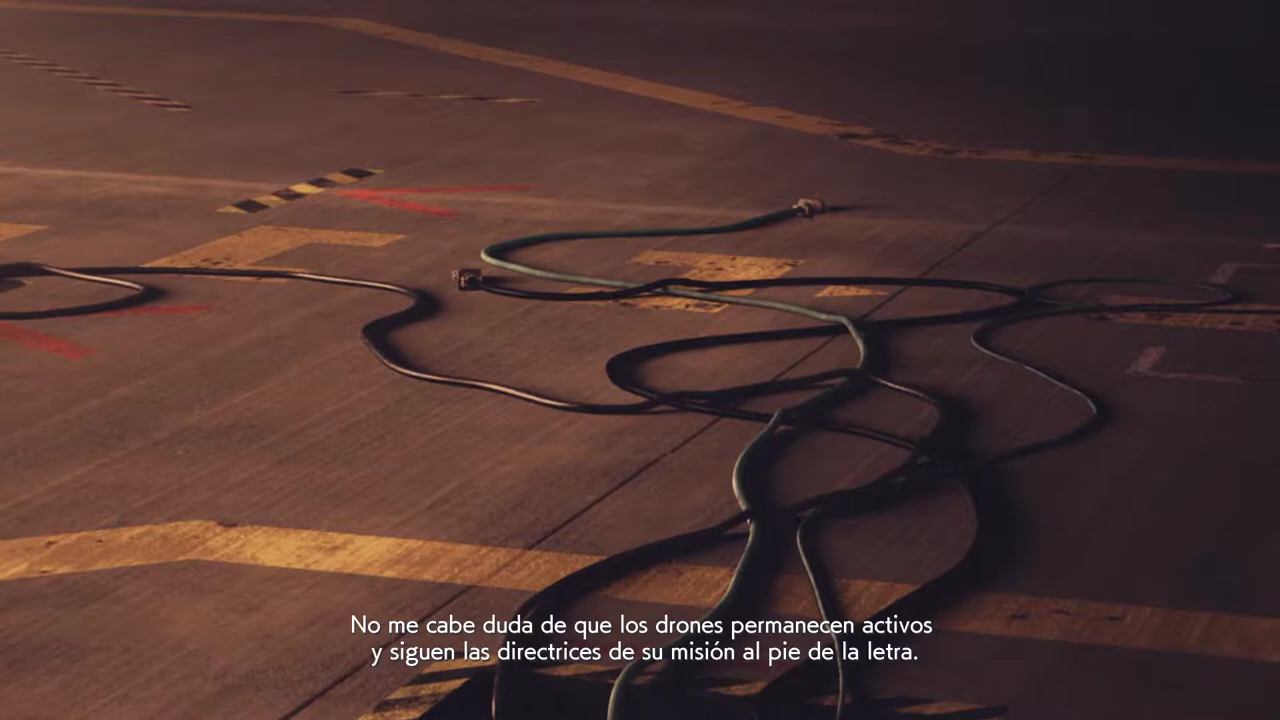 No me cabe duda de que los drones permanecen activos
y siguen las directrices de su misión al pie de la letra.